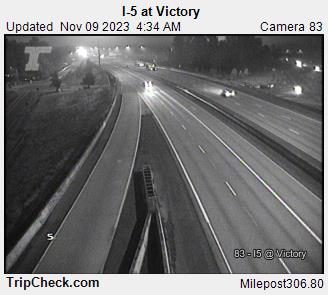 I-5 at Victory
Updated Nov 09 2023 4:34 AM Camera 83
T
S
83 - I5 @ Victory
TripCheck.com Milepost306.80